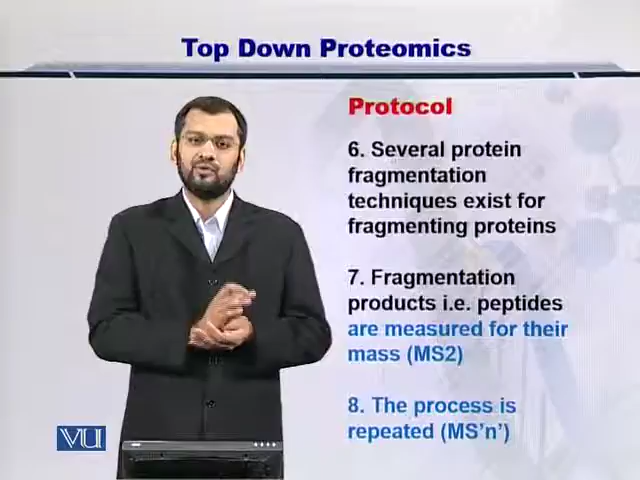 Top Down Proteomics
Protocol
6. Several protein
fragmentation
techniques exist for
fragmenting proteins
7. Fragmentation
products i.e. peptides
are measured for their
mass (MS2)
8. The process is
repeated (MS’n’)
VU